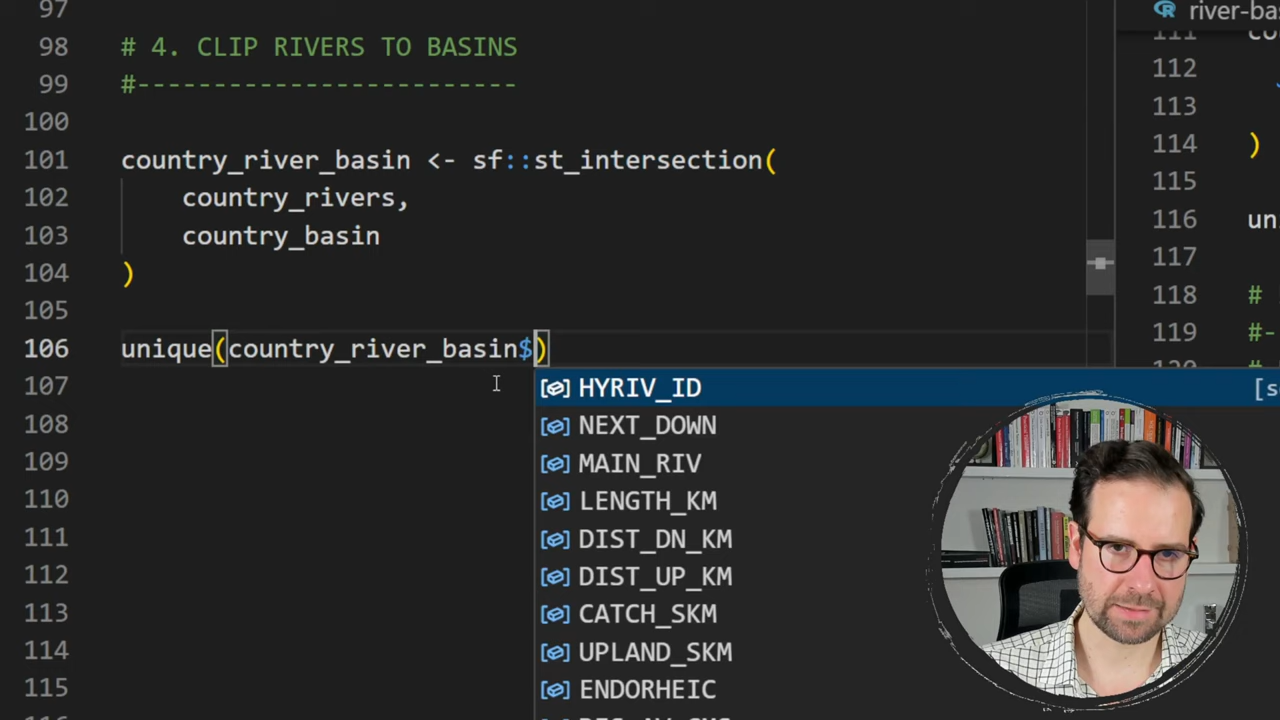 97
98 # 4. CLIP RIVERS TO BASINS
99 #-------------------------
100
101 country_river_basin <- sf::st_intersection(
102 country_rivers,
103 country_basin
104 )
105
106 unique(country_river_basin$)
107
108
109
110
111
112
113
114
115
HYRIV_ID
NEXT_DOWN
MAIN_RIV
LENGTH_KM
DIST_DN_KM
DIST_UP_KM
CATCH_SKM
UPLAND_SKM
ENDORHEIC
river-ba
112
113
114 )
115
116 un
117
118 #
119 #-